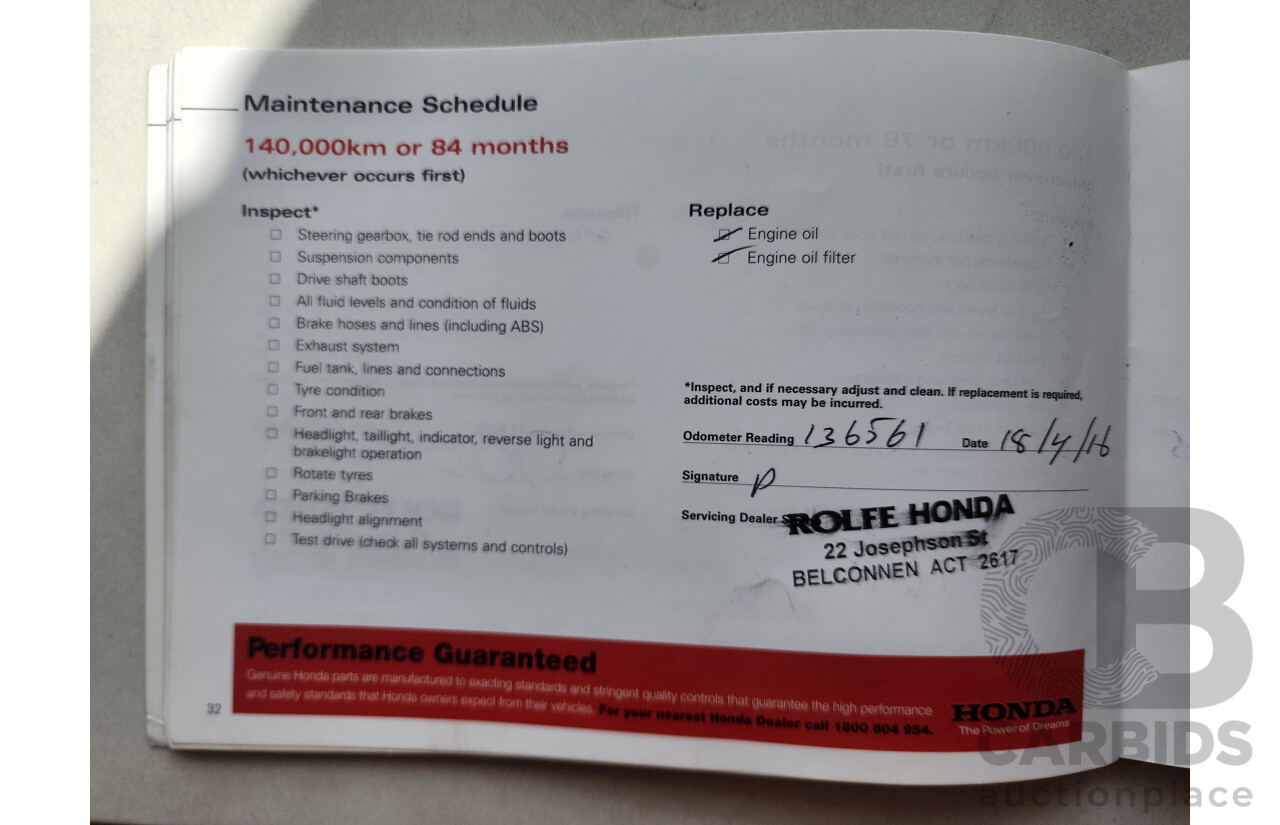 Maintenance Schedule
140,000km or 84 months
(whichever occurs first)
Inspect*
Steering gearbox, tie rod ends and boots
Suspension components
Drive shaft boots
All fluid levels and condition of fluids
Brake hoses and lines (including ABS)
Exhaust system
Fuel tank, lines and connections
Tyre condition
Front and rear brakes
Headlight, taillight, indicator, reverse light and
brakelight operation
Rotate tyres
Parking Brakes
Headlight alignment
Test drive (check all systems and controls)
Replace
Engine oil
Engine oil filter
*Inspect, and if necessary adjust and clean. If replacement is required,
additional costs may be incurred.
Odometer Reading 136561 Date 18/4/16
Signature
Servicing Dealer
ROLFE HONDA
22 Josephson St
BELCONNEN ACT 2617
Performance Guaranteed
Genuine Honda parts are manufactured to exacting standards and stringent quality controls that guarantee the high performance
and safety standards that Honda owners expect from their vehicles. For your nearest Honda Dealer call 1800 804 954.
HONDA
The Power of Dreams
32
CB
CARBIDS
auctionplace